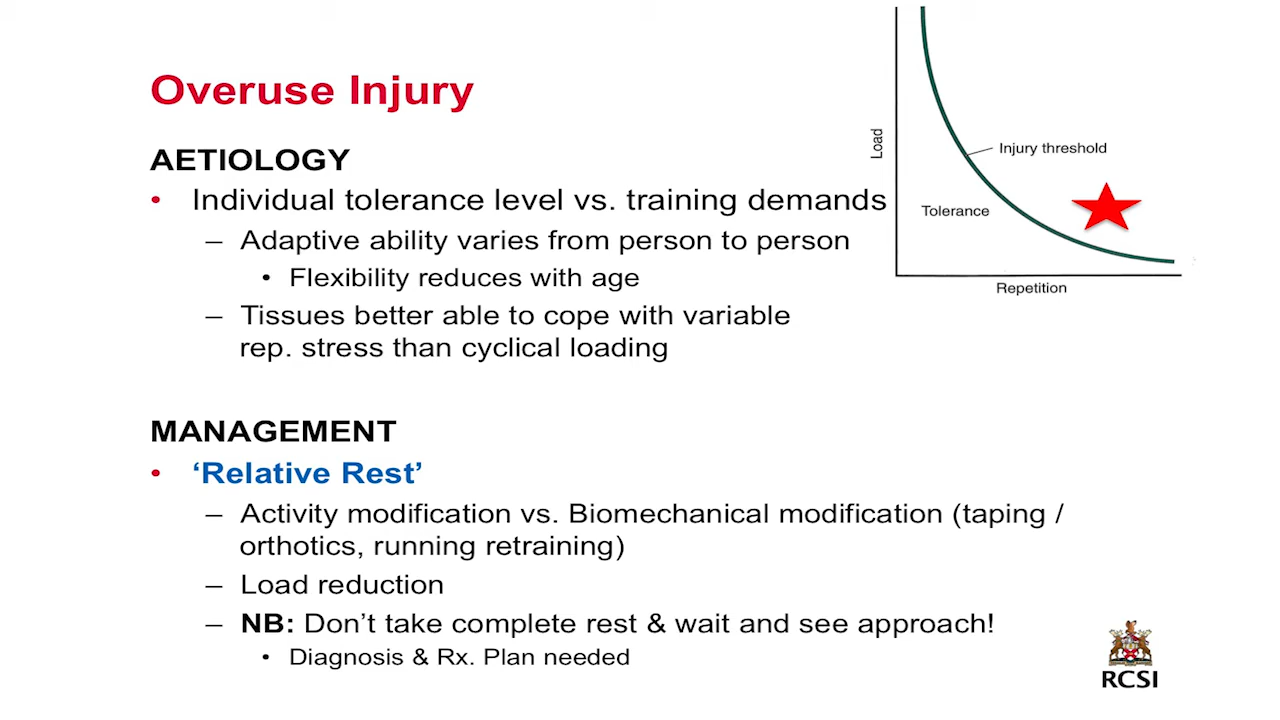 Overuse Injury
AETIOLOGY
• Individual tolerance level vs. training demands
– Adaptive ability varies from person to person
• Flexibility reduces with age
– Tissues better able to cope with variable
rep. stress than cyclical loading
MANAGEMENT
• ‘Relative Rest’
– Activity modification vs. Biomechanical modification (taping /
orthotics, running retraining)
– Load reduction
– NB: Don’t take complete rest & wait and see approach!
• Diagnosis & Rx. Plan needed
Load
Injury threshold
Tolerance
Repetition
RCSI